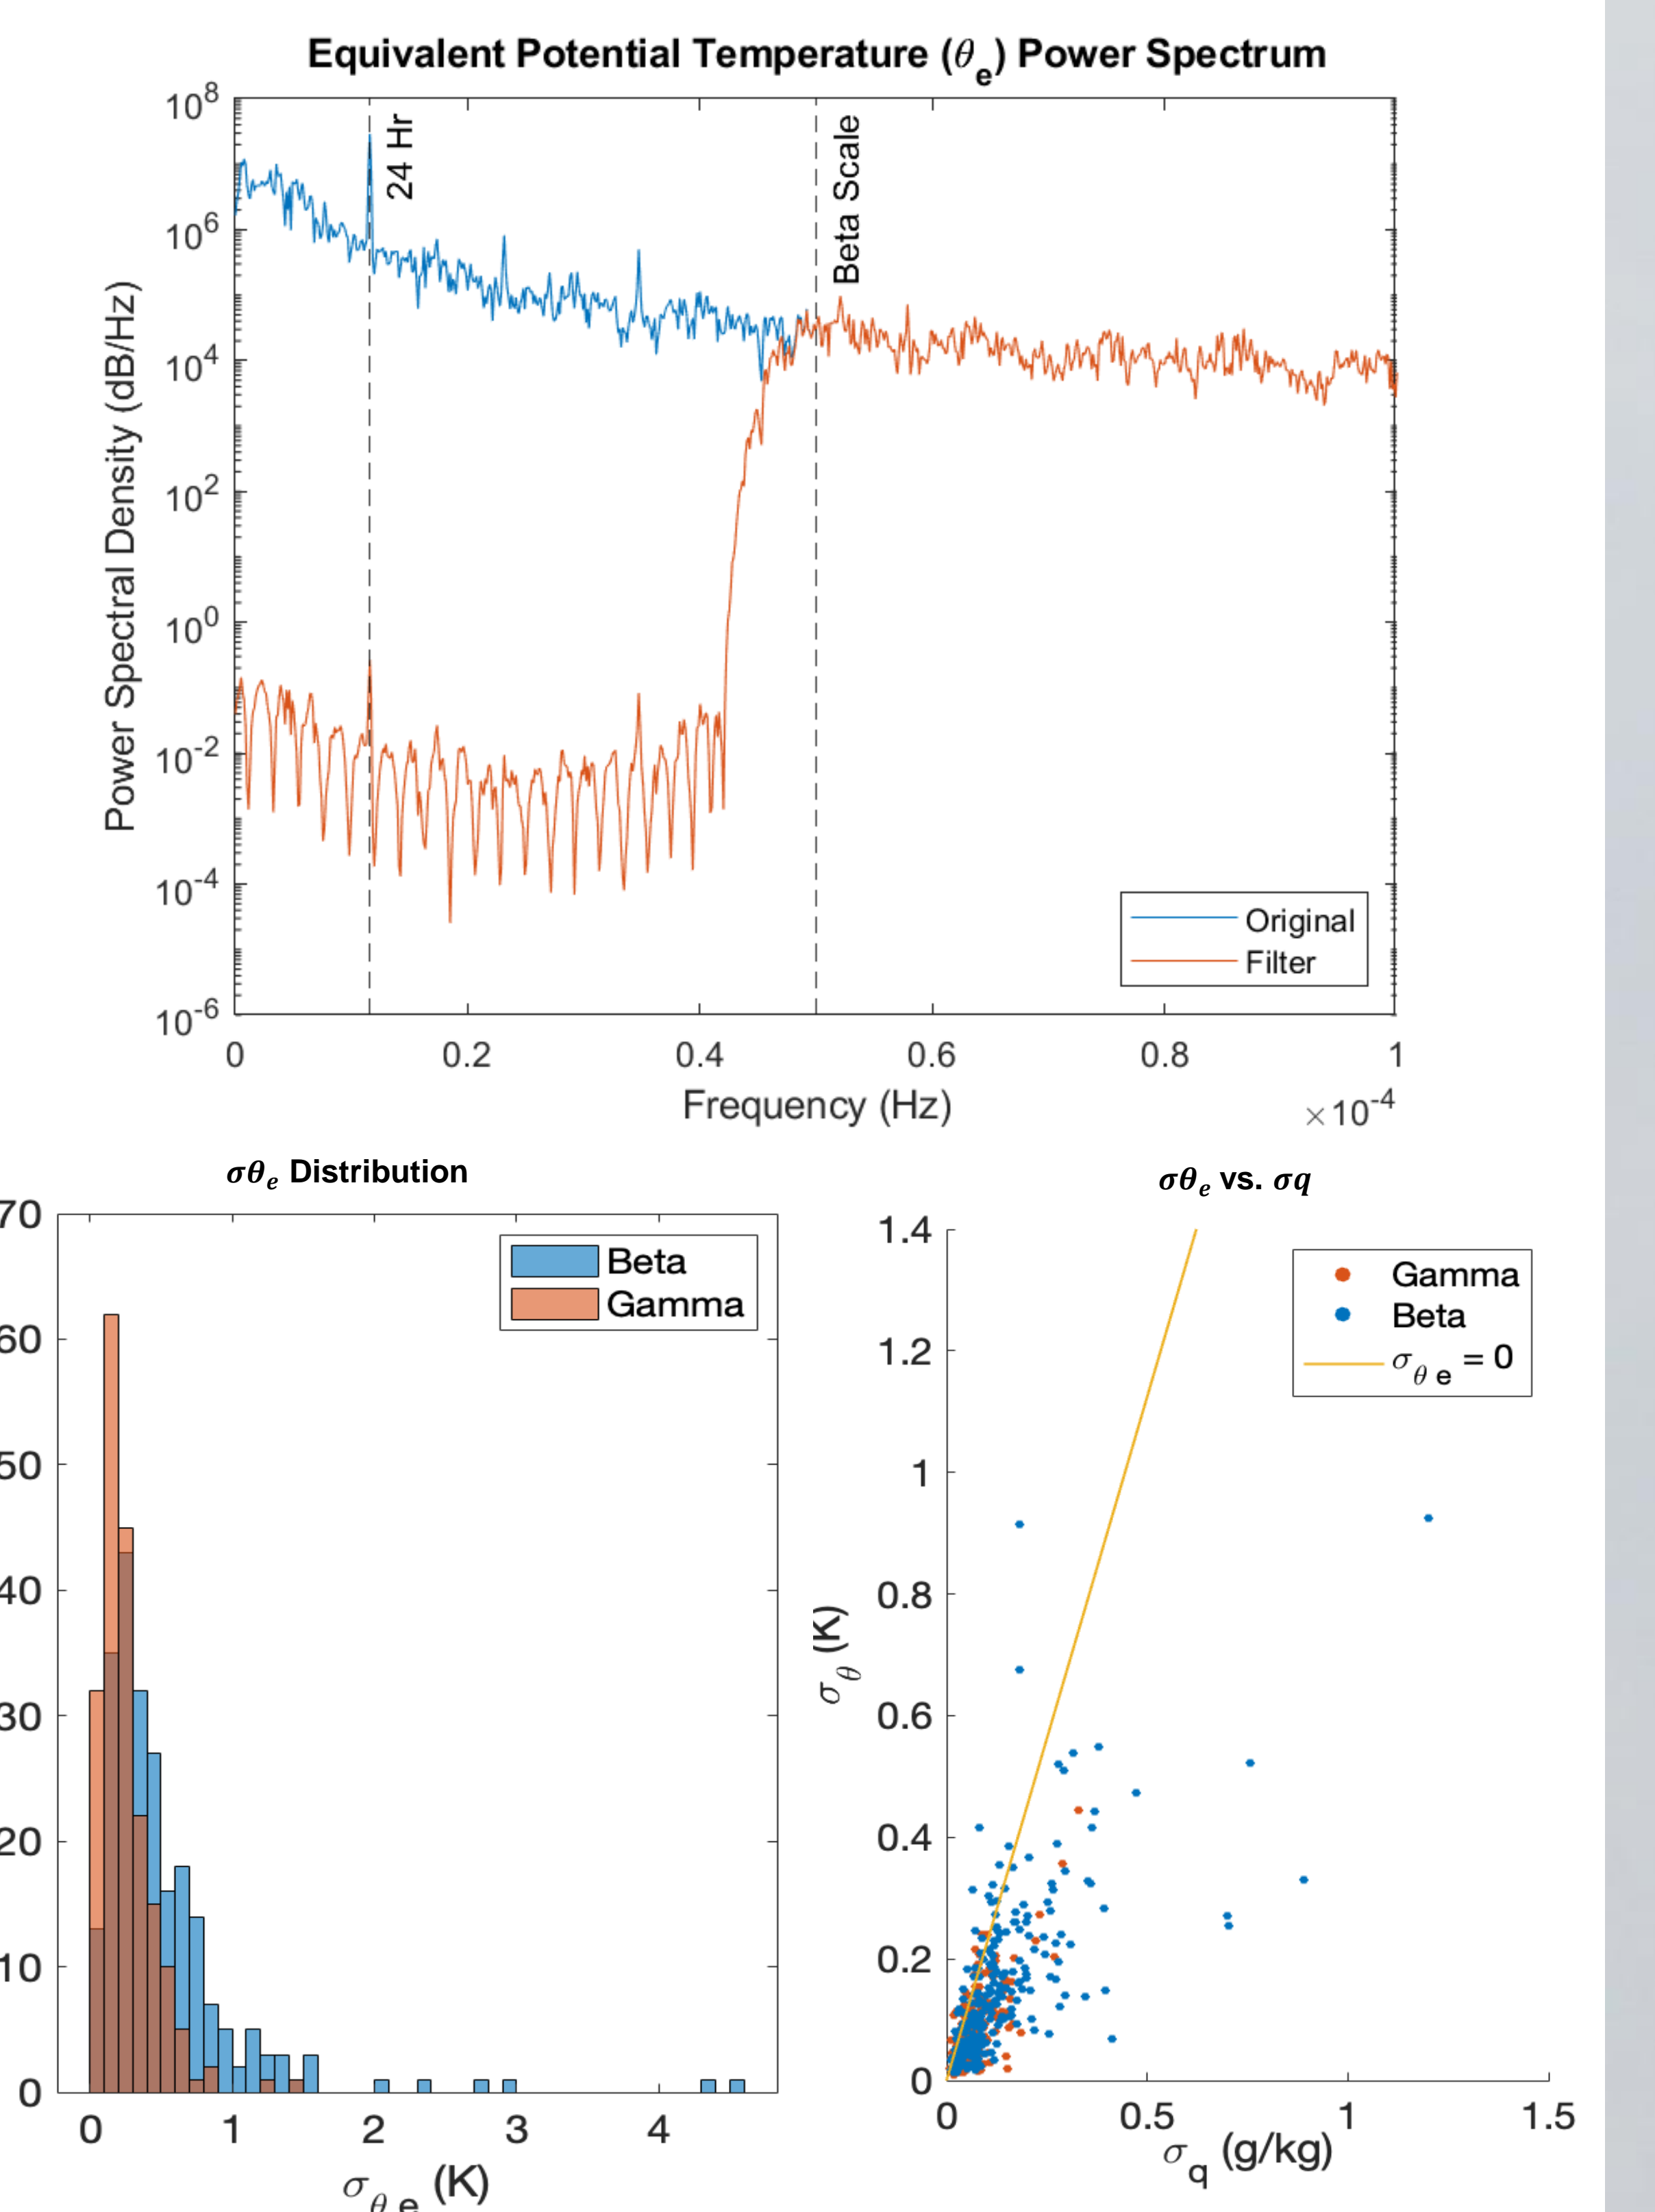 Equivalent Potential Temperature (θe) Power Spectrum
10^8
10^6
10^4
10^2
10^0
10^-2
10^-4
10^-6
Power Spectral Density (dB/Hz)
24 Hr
Beta Scale
Original
Filter
0 0.2 0.4 0.6 0.8 1
×10^-4
Frequency (Hz)
σθe Distribution
70
60
50
40
30
20
10
0
Beta
Gamma
0 1 2 3 4
σθ e (K)
σθe vs. σq
1.4
1.2
1
0.8
0.6
0.4
0.2
0
σθ (K)
Gamma
Beta
σθ e = 0
0 0.5 1 1.5
σq (g/kg)